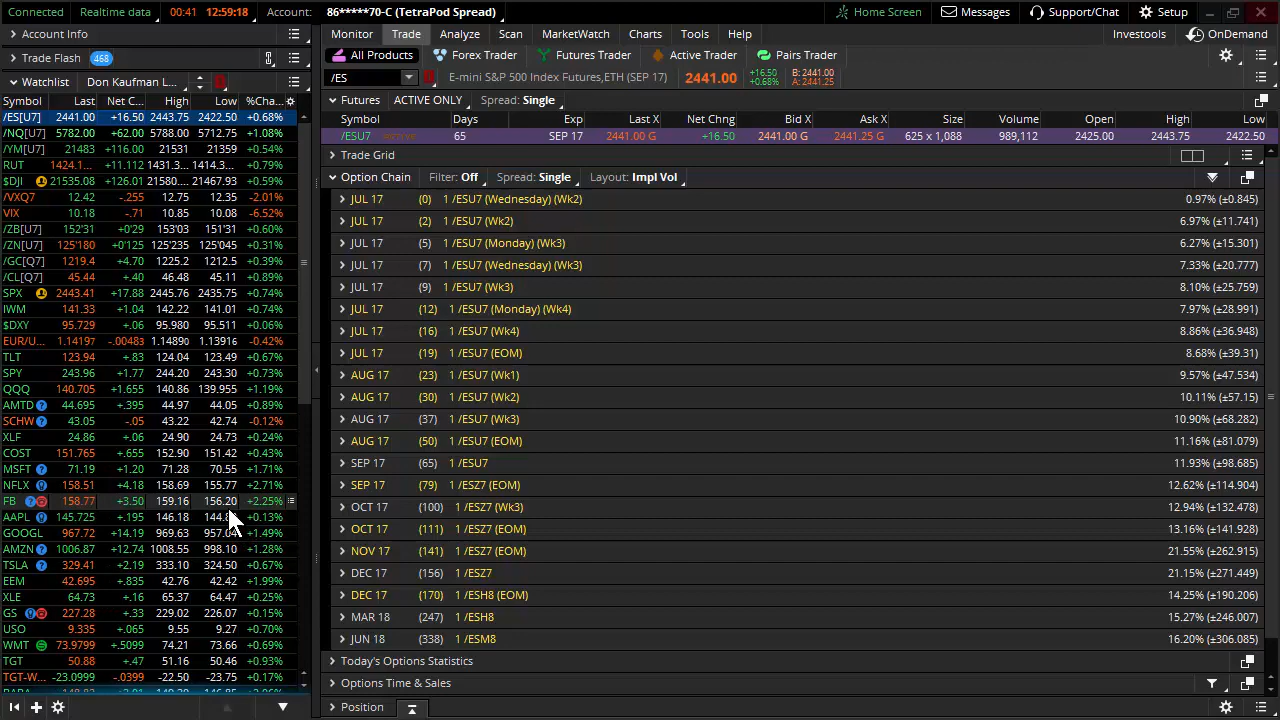 Connected Realtime data 00:41 12:59:18 Account: 86*****70-C (TetraPod Spread) Home Screen Messages Support/Chat Setup
Account Info
Trade Flash 468
Watchlist Don Kaufman L...
Symbol Last Net C... High Low %Cha...
/ES[U7] 2441.00 +16.50 2443.75 2422.50 +0.68%
/NQ[U7] 5782.00 +62.00 5788.00 5712.75 +1.08%
/YM[U7] 21483 +116.00 21531 21359 +0.54%
RUT 1424.1... +11.112 1431.3... 1414.3... +0.79%
$DJI 21535.08 +126.01 21580.... 21467.93 +0.59%
/VXQ7 12.42 -.255 12.75 12.35 -2.01%
VIX 10.18 -.71 10.85 10.08 -6.52%
/ZB[U7] 152'31 +0'29 153'03 151'31 +0.60%
/ZN[U7] 125'180 +0'125 125'235 125'045 +0.31%
/GC[Q7] 1219.4 +4.70 1225.2 1212.5 +0.39%
/CL[Q7] 45.44 +.40 46.48 45.11 +0.89%
SPX 2443.41 +17.88 2445.76 2435.75 +0.74%
IWM 141.33 +1.04 142.22 141.01 +0.74%
$DXY 95.729 +.06 95.980 95.511 +0.06%
EUR/U... 1.14197 -.00483 1.14890 1.13916 -0.42%
TLT 123.94 +.83 124.04 123.49 +0.67%
SPY 243.96 +1.77 244.20 243.30 +0.73%
QQQ 140.705 +1.655 140.86 139.955 +1.19%
AMTD 44.695 +.395 44.97 44.05 +0.89%
SCHW 43.05 -.05 43.22 42.74 -0.12%
XLF 24.86 +.06 24.90 24.73 +0.24%
COST 151.765 +.655 152.90 151.42 +0.43%
MSFT 71.19 +1.20 71.28 70.55 +1.71%
NFLX 158.51 +4.18 158.69 155.77 +2.71%
FB 158.77 +3.50 159.16 156.20 +2.25%
AAPL 145.725 +.195 146.18 +0.13%
GOOGL 967.72 +14.19 969.63 +1.49%
AMZN 1006.87 +12.74 1008.55 998.10 +1.28%
TSLA 329.41 +2.19 333.10 324.50 +0.67%
EEM 42.695 +.835 42.76 42.42 +1.99%
XLE 64.73 +.16 65.37 64.47 +0.25%
GS 227.28 +.33 229.02 226.07 +0.15%
USO 9.335 +.065 9.55 9.27 +0.70%
WMT 73.9799 +.5099 74.21 73.66 +0.69%
TGT 50.88 +.47 51.16 50.46 +0.93%
TGT-W... -23.0999 -.0399 -22.50 -23.75 +0.17%
Monitor Trade Analyze Scan MarketWatch Charts Tools Help Investools OnDemand
All Products Forex Trader Futures Trader Active Trader Pairs Trader
/ES E-mini S&P 500 Index Futures,ETH (SEP 17) 2441.00 +16.50 +0.68% B: 2441.00 A: 2441.25
Futures ACTIVE ONLY Spread: Single
Symbol Days Exp Last X Net Chng Bid X Ask X Size Volume Open High Low
/ESU7 65 SEP 17 2441.00 G +16.50 2441.00 G 2441.25 G 625 x 1,088 989,112 2425.00 2443.75 2422.50
Trade Grid
Option Chain Filter: Off Spread: Single Layout: Impl Vol
JUL 17 (0) 1 /ESU7 (Wednesday) (Wk2) 0.97% (±0.845)
JUL 17 (2) 1 /ESU7 (Wk2) 6.97% (±11.741)
JUL 17 (5) 1 /ESU7 (Monday) (Wk3) 6.27% (±15.301)
JUL 17 (7) 1 /ESU7 (Wednesday) (Wk3) 7.33% (±20.777)
JUL 17 (9) 1 /ESU7 (Wk3) 8.10% (±25.759)
JUL 17 (12) 1 /ESU7 (Monday) (Wk4) 7.97% (±28.991)
JUL 17 (16) 1 /ESU7 (Wk4) 8.86% (±36.948)
JUL 17 (19) 1 /ESU7 (EOM) 8.68% (±39.31)
AUG 17 (23) 1 /ESU7 (Wk1) 9.57% (±47.534)
AUG 17 (30) 1 /ESU7 (Wk2) 10.11% (±57.15)
AUG 17 (37) 1 /ESU7 (Wk3) 10.90% (±68.282)
AUG 17 (50) 1 /ESU7 (EOM) 11.16% (±81.079)
SEP 17 (65) 1 /ESU7 11.93% (±98.685)
SEP 17 (79) 1 /ESZ7 (EOM) 12.62% (±114.904)
OCT 17 (100) 1 /ESZ7 (Wk3) 12.94% (±132.478)
OCT 17 (111) 1 /ESZ7 (EOM) 13.16% (±141.928)
NOV 17 (141) 1 /ESZ7 (EOM) 21.55% (±262.915)
DEC 17 (156) 1 /ESZ7 21.15% (±271.449)
DEC 17 (170) 1 /ESH8 (EOM) 14.25% (±190.206)
MAR 18 (247) 1 /ESH8 15.27% (±246.007)
JUN 18 (338) 1 /ESM8 16.20% (±306.085)
Today's Options Statistics
Options Time & Sales
Position